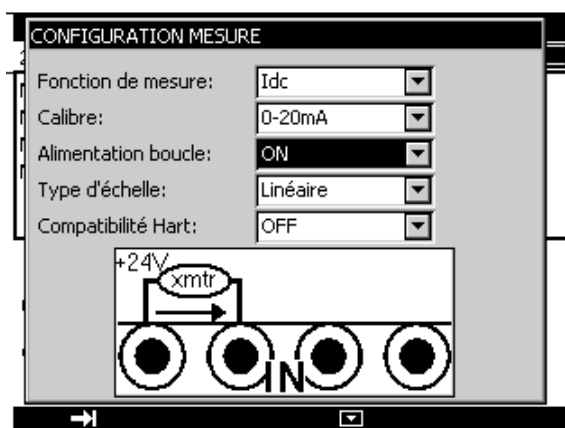 CONFIGURATION MESURE
Fonction de mesure: Idc
Calibre: 0-20mA
Alimentation boucle: ON
Type d'échelle: Linéaire
Compatibilité Hart: OFF
+24V
xmtr
IN